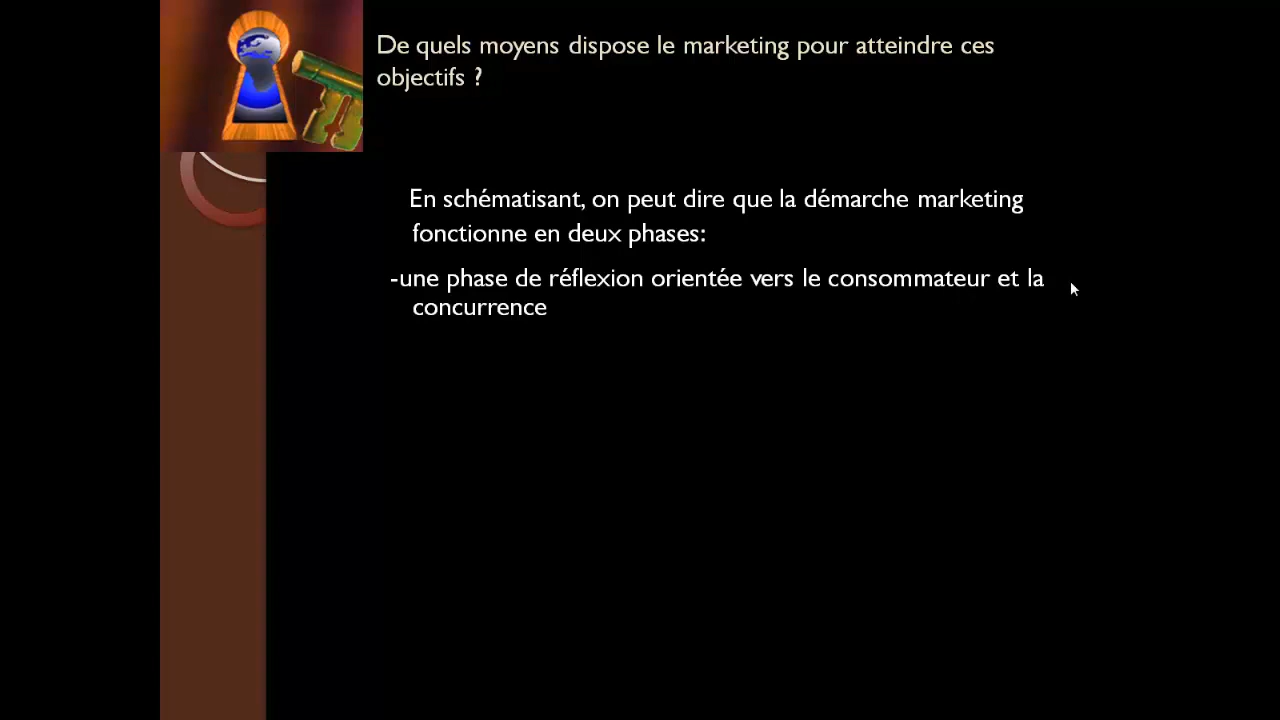 De quels moyens dispose le marketing pour atteindre ces
objectifs ?
En schématisant, on peut dire que la démarche marketing
fonctionne en deux phases:
-une phase de réflexion orientée vers le consommateur et la
concurrence